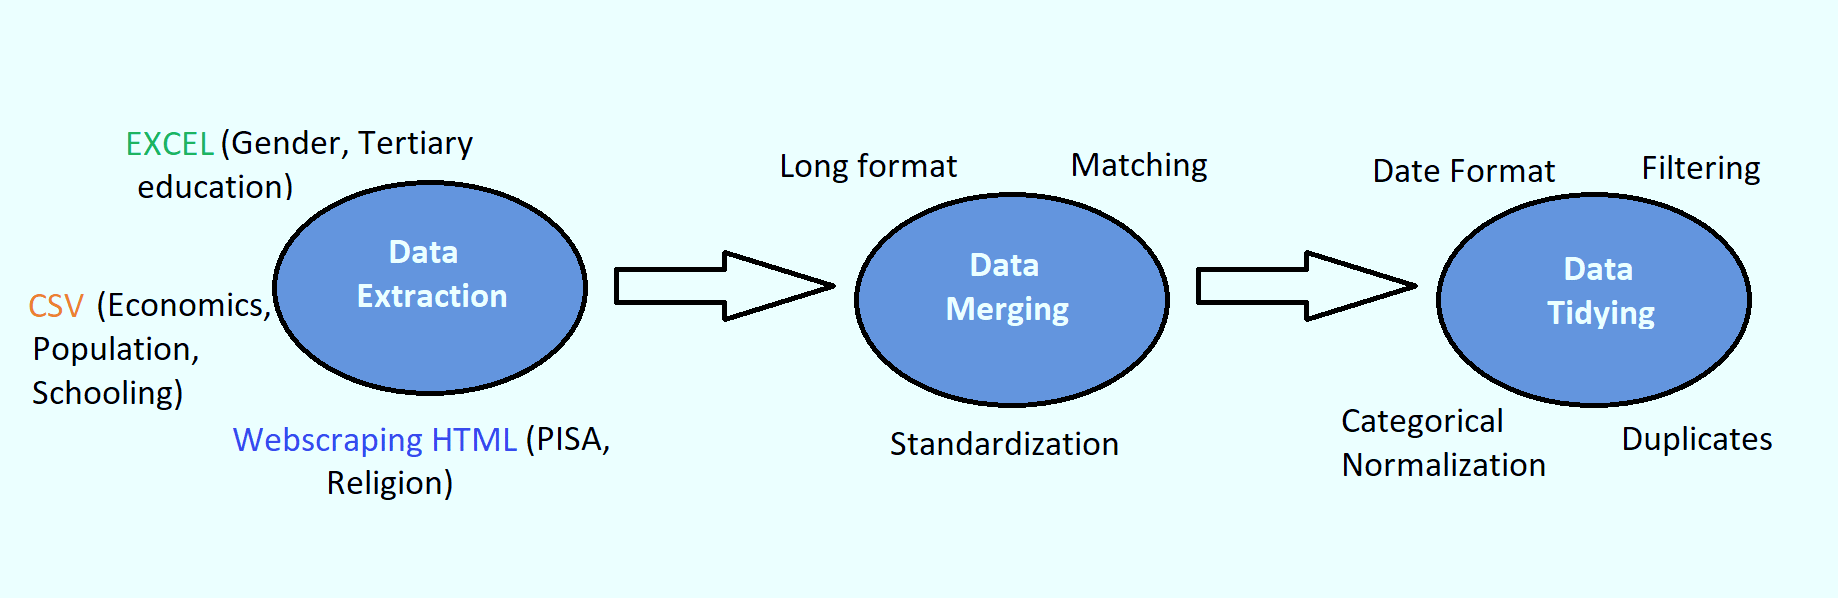 EXCEL (Gender, Tertiary
education)
Data
Extraction
CSV (Economics,
Population,
Schooling)
Webscraping HTML (PISA,
Religion)
Long format
Matching
Data
Merging
Standardization
Date Format
Filtering
Data
Tidying
Categorical
Normalization
Duplicates